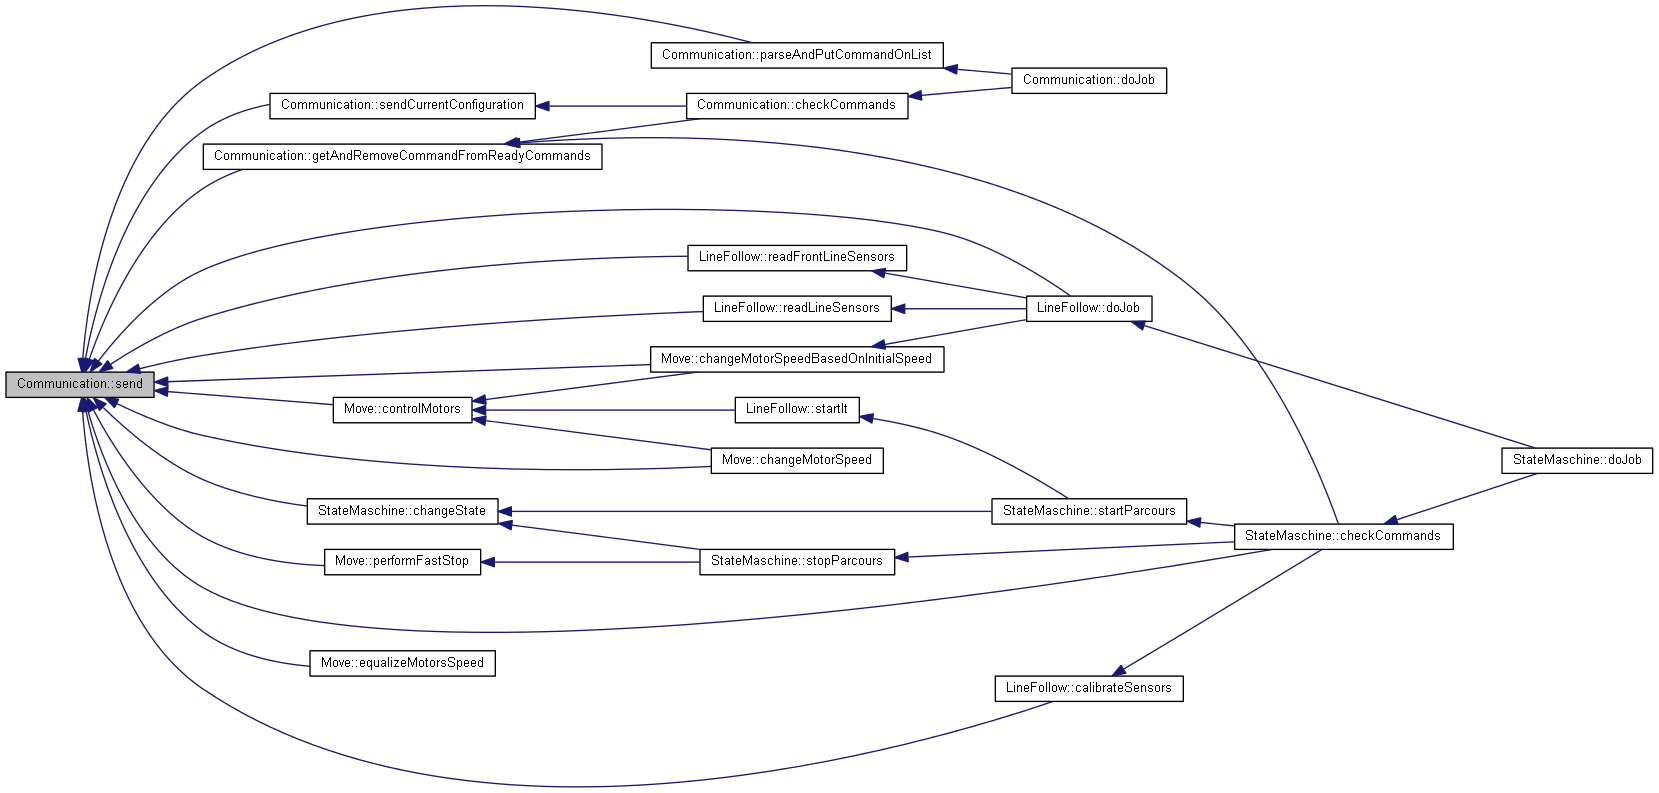 Communication::parseAndPutCommandOnList
Communication::doJob
Communication::sendCurrentConfiguration
Communication::checkCommands
Communication::getAndRemoveCommandFromReadyCommands
LineFollow::readFrontLineSensors
LineFollow::readLineSensors
LineFollow::doJob
Move::changeMotorSpeedBasedOnInitialSpeed
Communication::send
Move::controlMotors
LineFollow::startIt
Move::changeMotorSpeed
StateMaschine::doJob
StateMaschine::changeState
StateMaschine::startParcours
StateMaschine::checkCommands
Move::performFastStop
StateMaschine::stopParcours
Move::equalizeMotorsSpeed
LineFollow::calibrateSensors